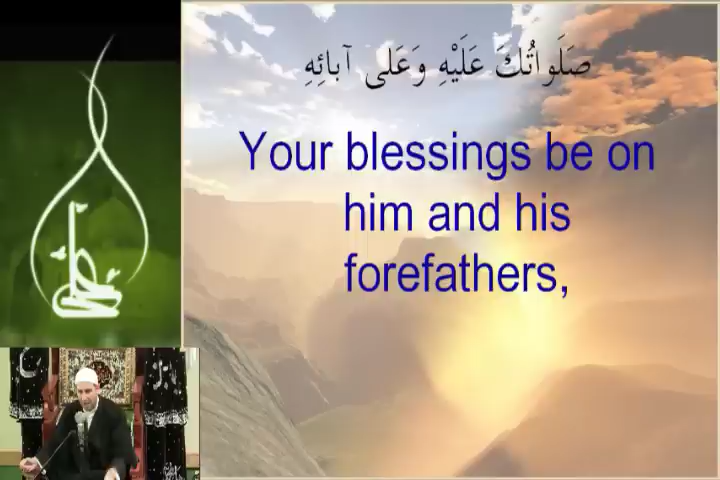 صَلَواتُكَ عَلَيْهِ وَعَلى آبائِهِ
Your blessings be on
him and his
forefathers,